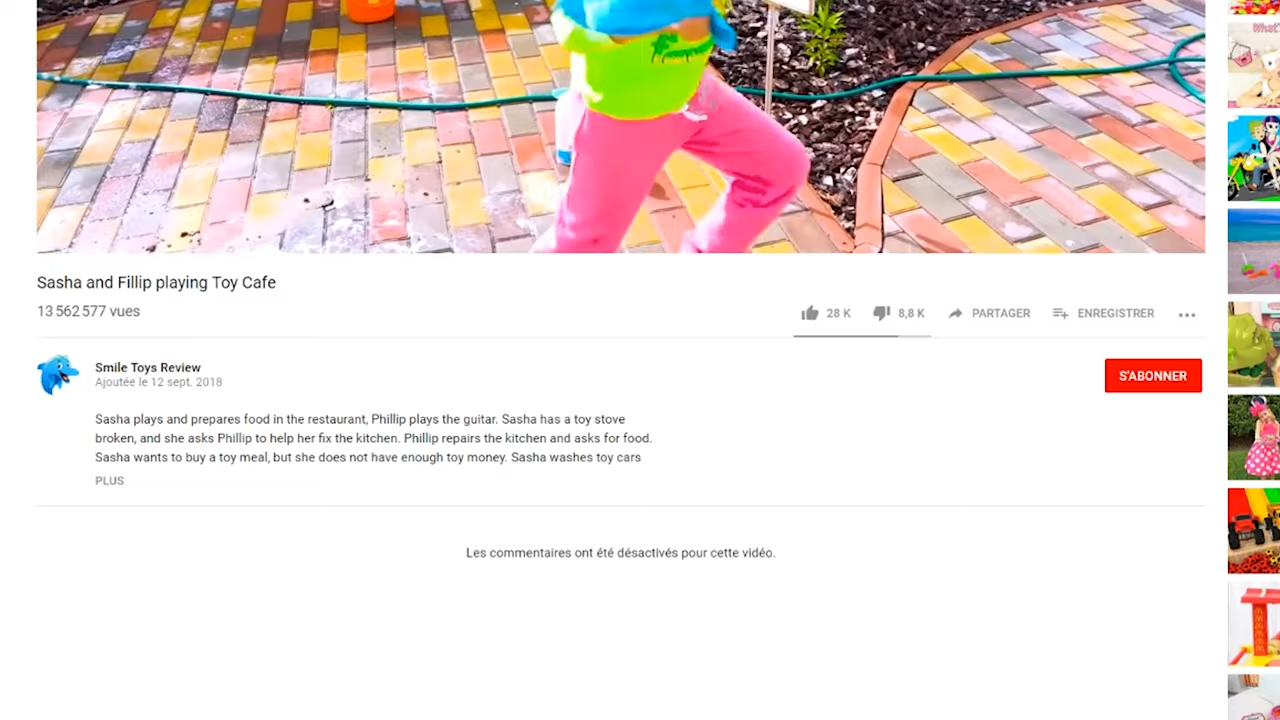 Sasha and Fillip playing Toy Cafe
13 562 577 vues
28 K 8,8 K PARTAGER ENREGISTRER
Smile Toys Review
Ajoutée le 12 sept. 2018
S'ABONNER
Sasha plays and prepares food in the restaurant, Phillip plays the guitar. Sasha has a toy stove
broken, and she asks Phillip to help her fix the kitchen. Phillip repairs the kitchen and asks for food.
Sasha wants to buy a toy meal, but she does not have enough toy money. Sasha washes toy cars
PLUS
Les commentaires ont été désactivés pour cette vidéo.